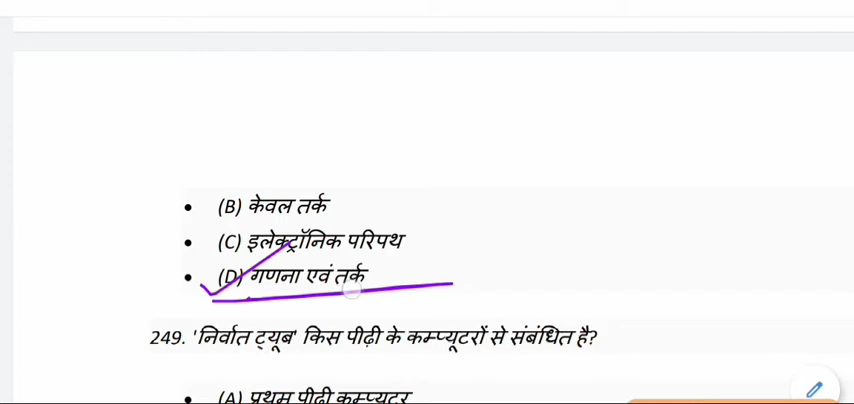 • (B) केवल तर्क
• (C) इलेक्ट्रॉनिक परिपथ
• (D) गणना एवं तर्क
249. 'निर्वात ट्यूब' किस पीढ़ी के कम्प्यूटरों से संबंधित है?
• (A) प्रथम पीढ़ी कम्प्यूटर